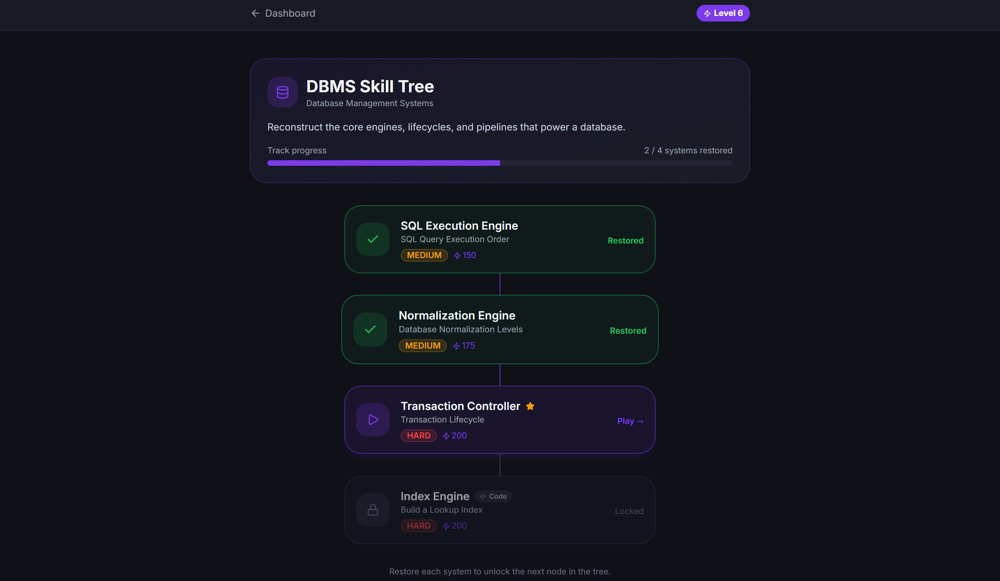 ← Dashboard
Level 6
DBMS Skill Tree
Database Management Systems
Reconstruct the core engines, lifecycles, and pipelines that power a database.
Track progress
2 / 4 systems restored
SQL Execution Engine
SQL Query Execution Order
Restored
MEDIUM 150
Normalization Engine
Database Normalization Levels
Restored
MEDIUM 175
Transaction Controller
Transaction Lifecycle
Play →
HARD 200
Index Engine </> Code
Build a Lookup Index
Locked
HARD 200
Restore each system to unlock the next node in the tree.